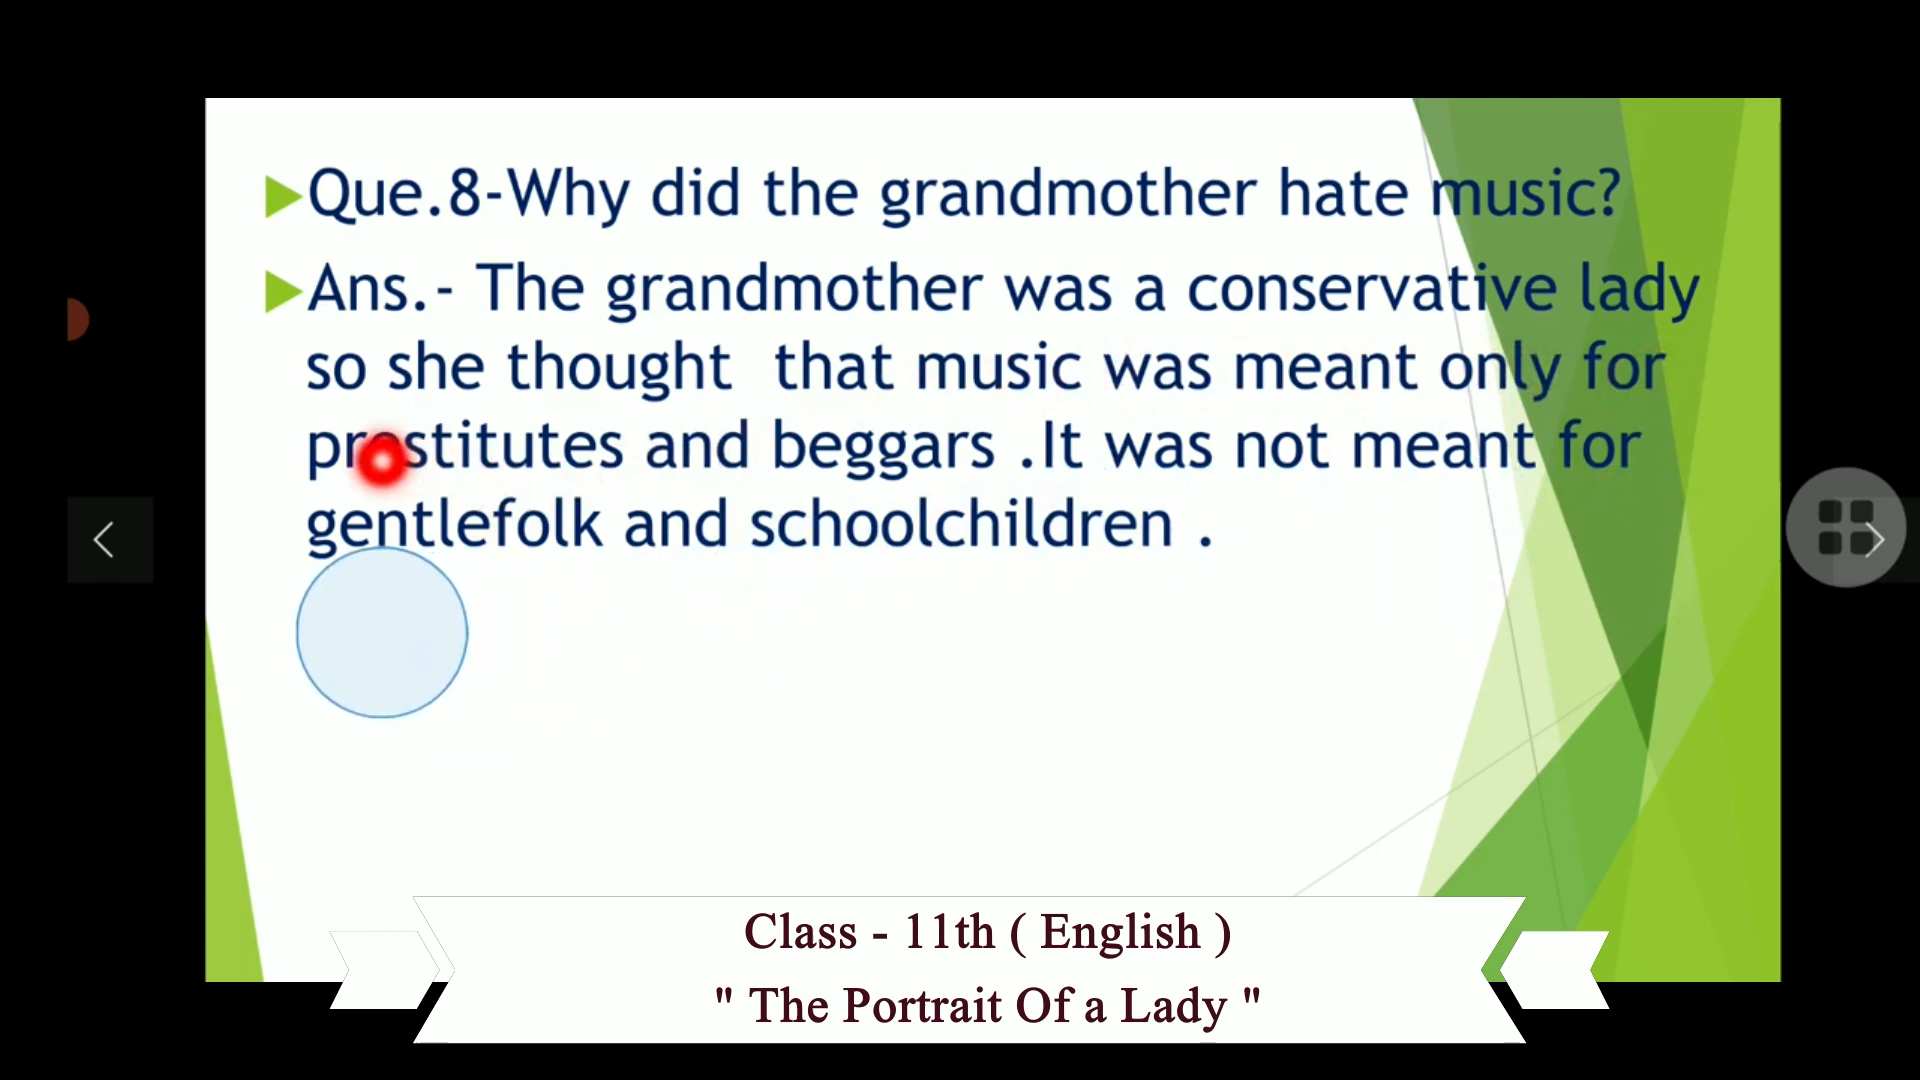 Que.8-Why did the grandmother hate music?
Ans.- The grandmother was a conservative lady
so she thought  that music was meant only for
prostitutes and beggars .It was not meant for
gentlefolk and schoolchildren .
Class - 11th ( English )
" The Portrait Of a Lady "